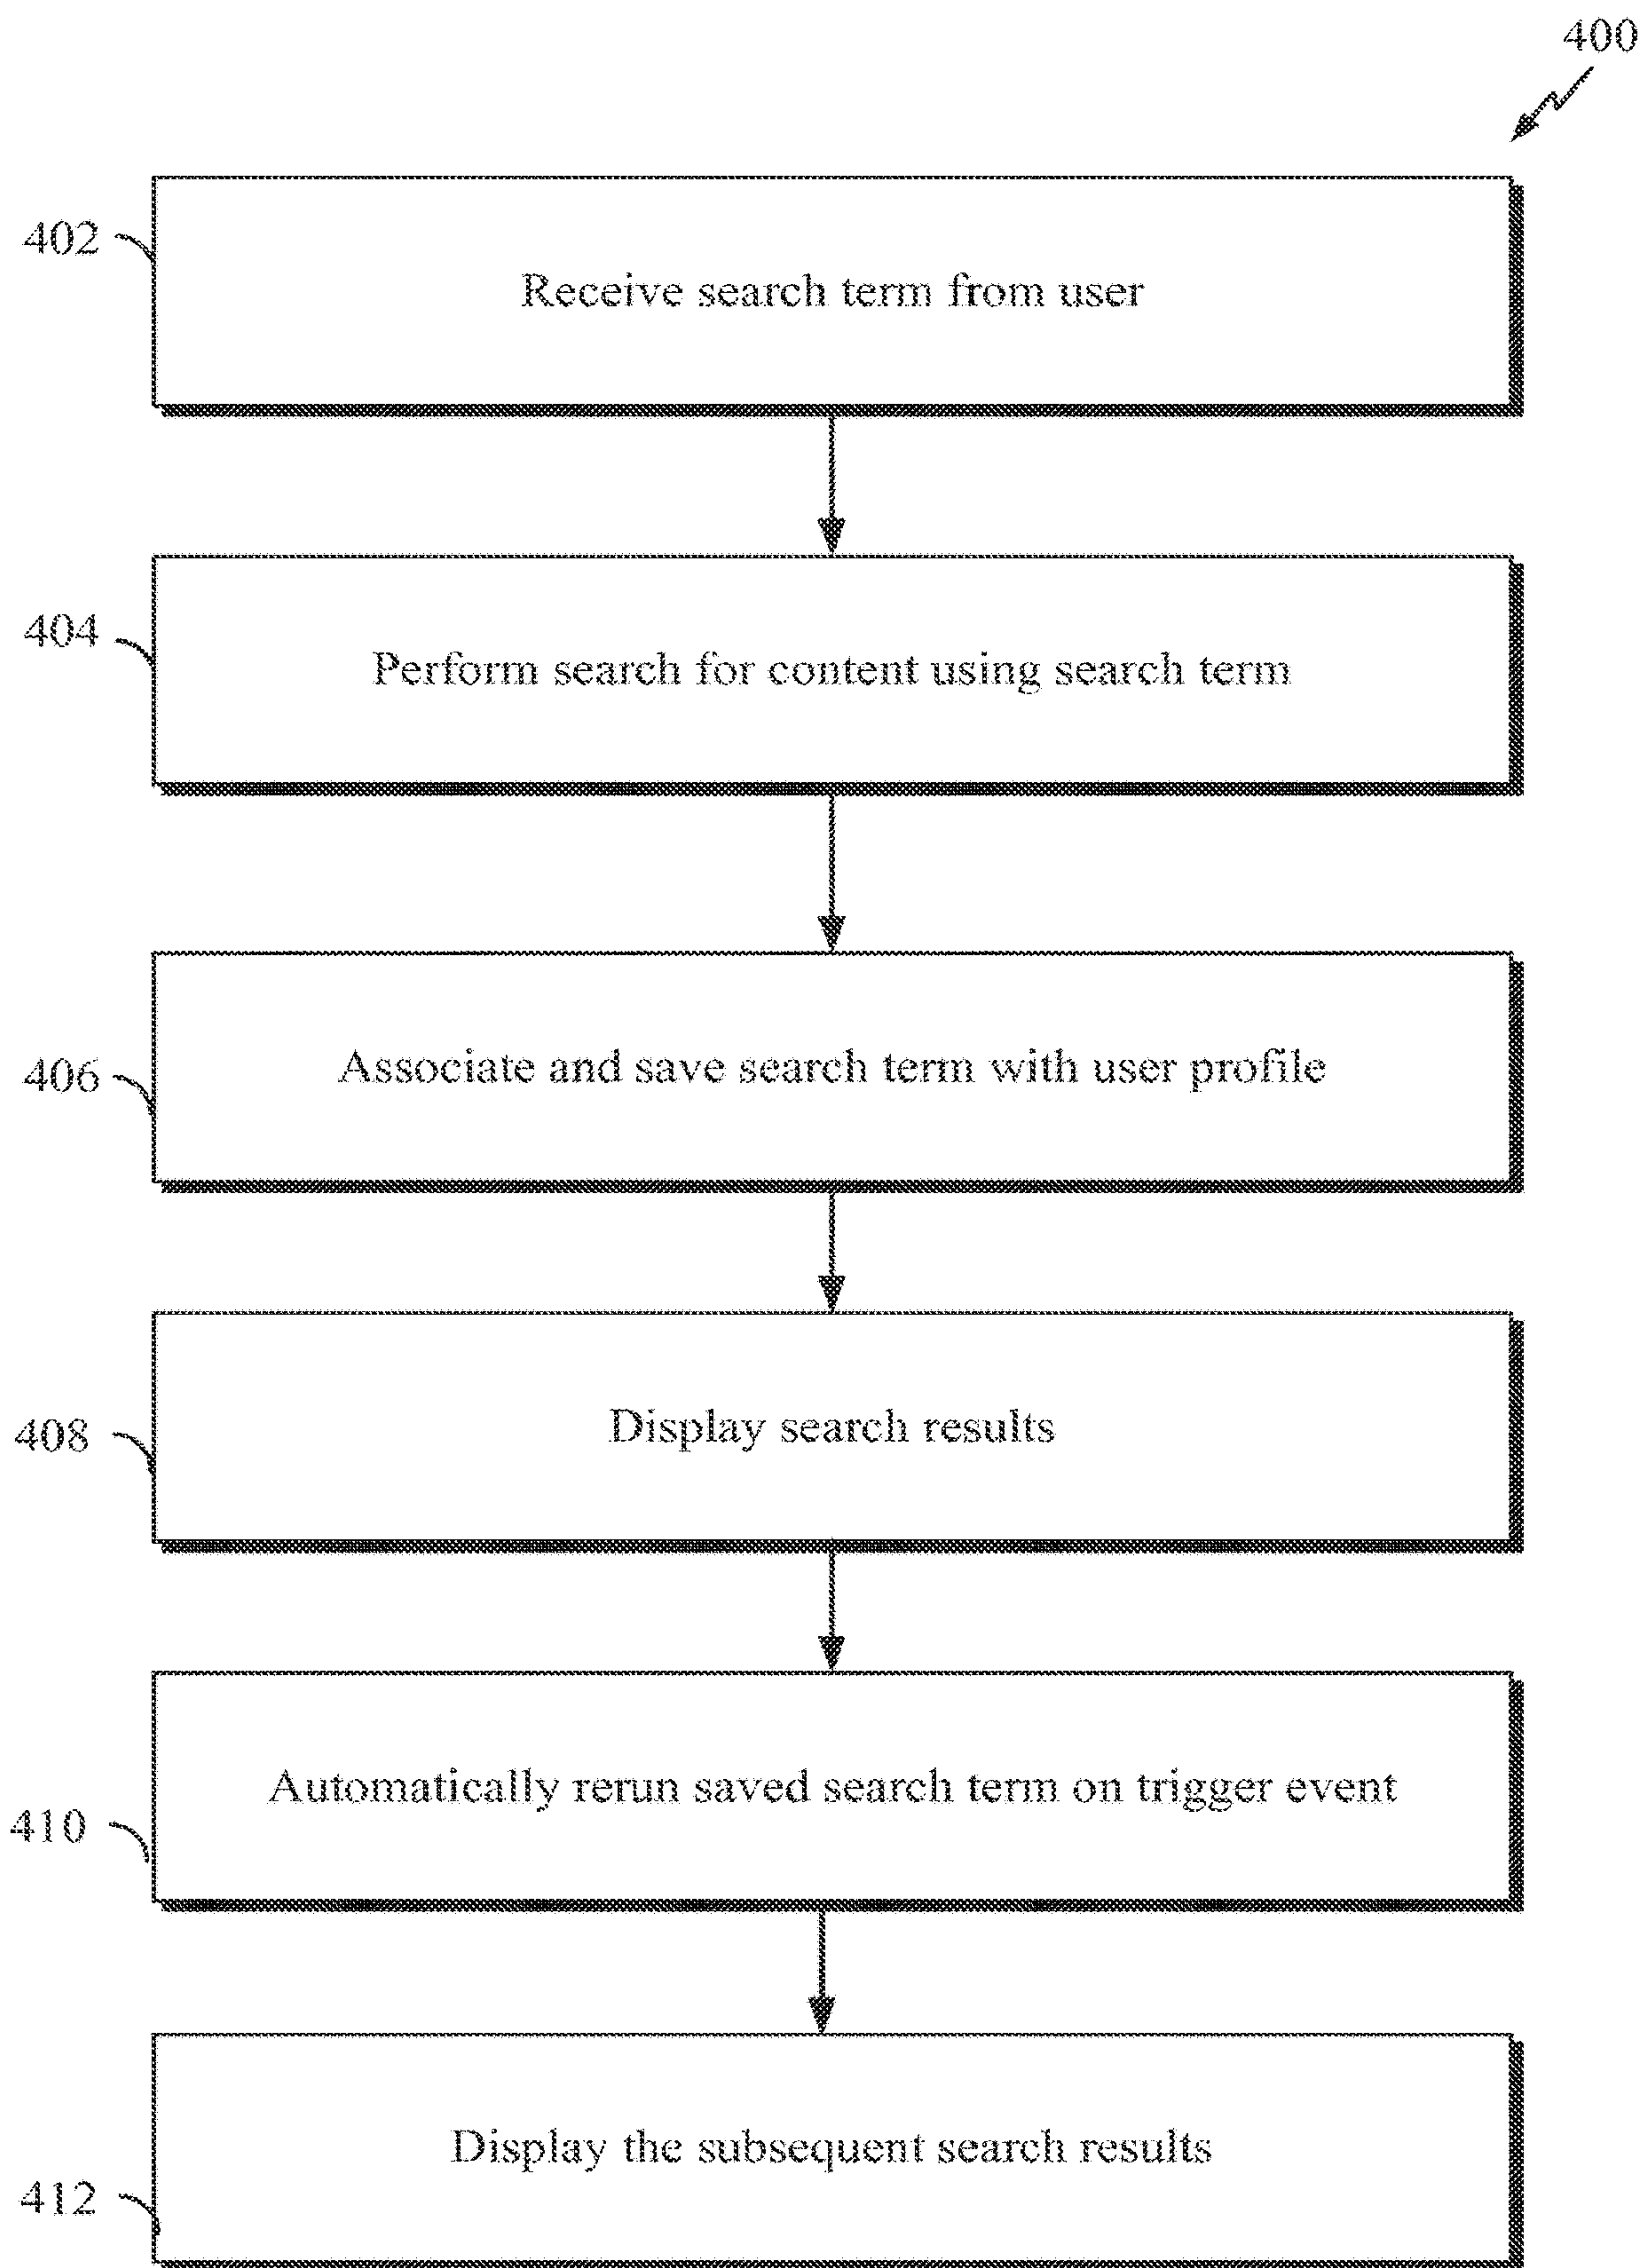 400
402
Receive search term from user
404
Perform search for content using search term
406
Associate and save search term with user profile
408
Display search results
410
Automatically rerun saved search term on trigger event
412
Display the subsequent search results